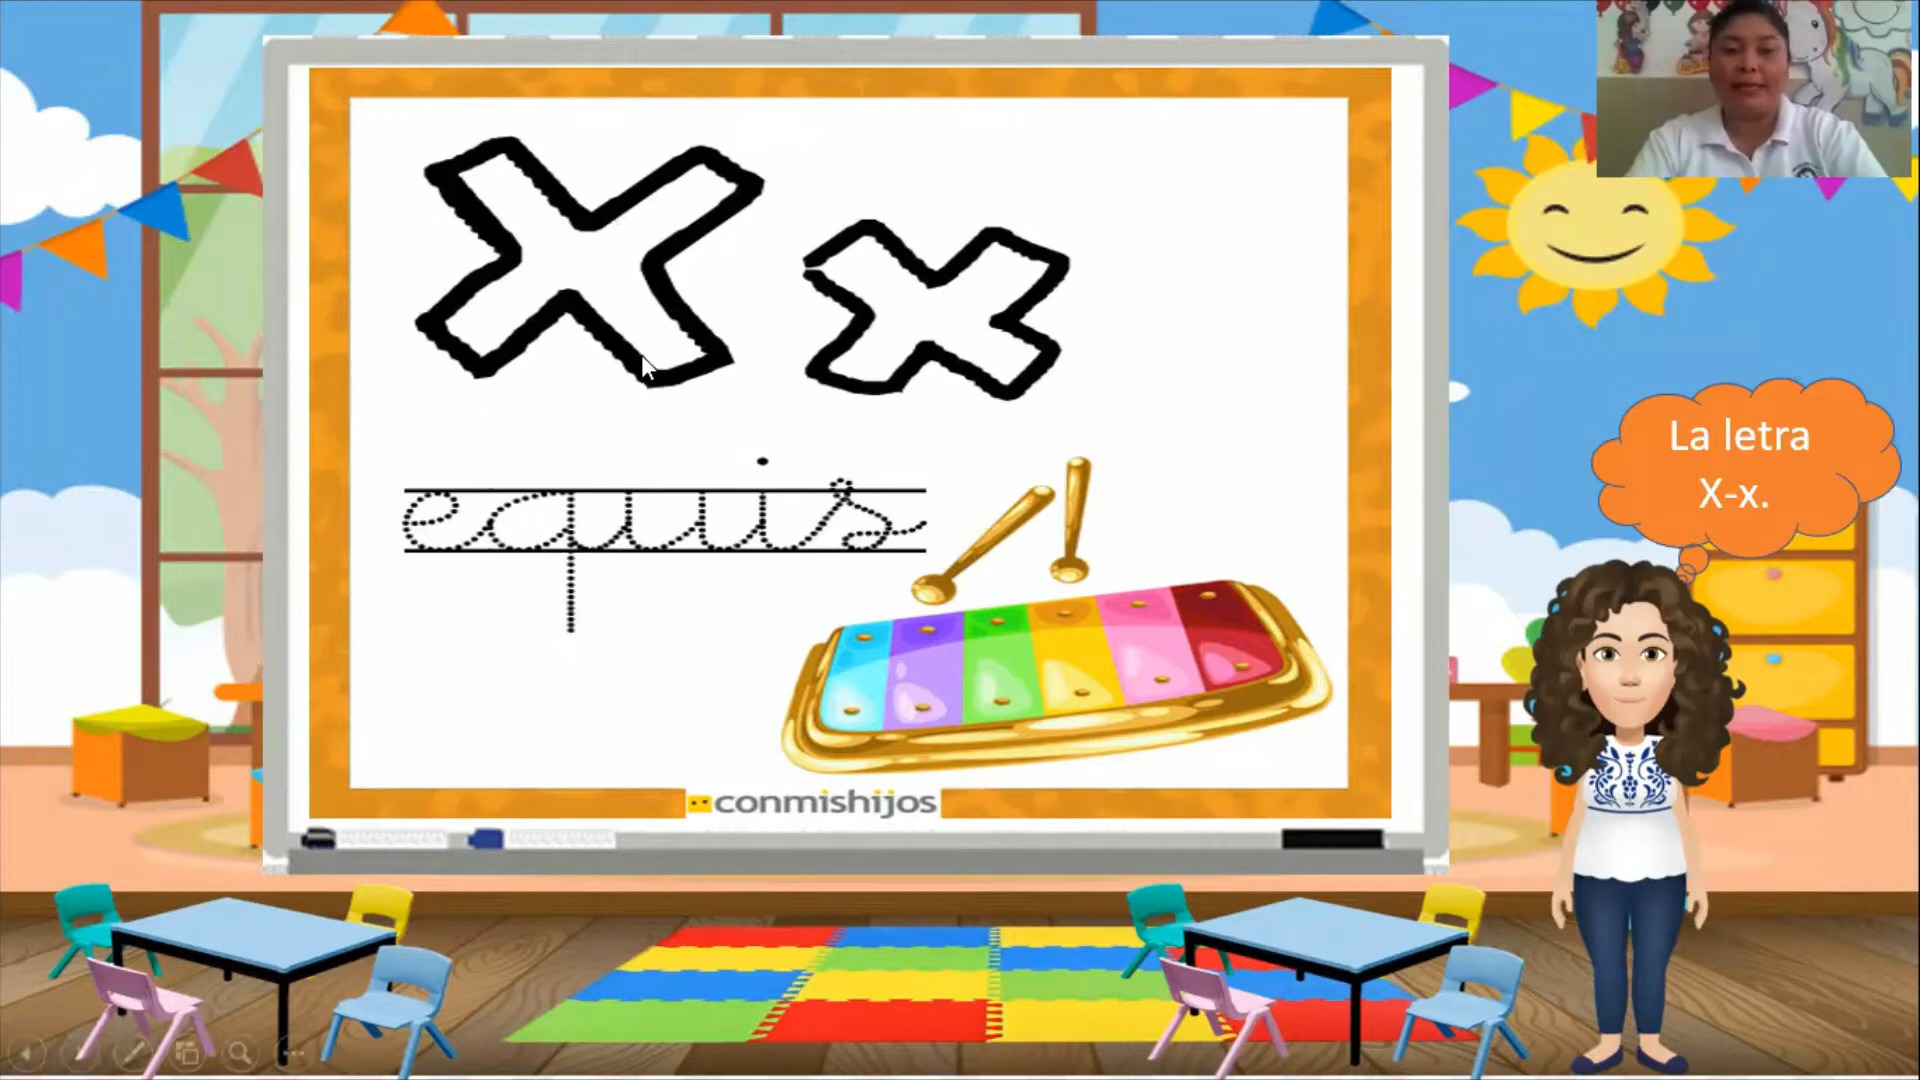 X x
equis
conmishijos
La letra
X-x.